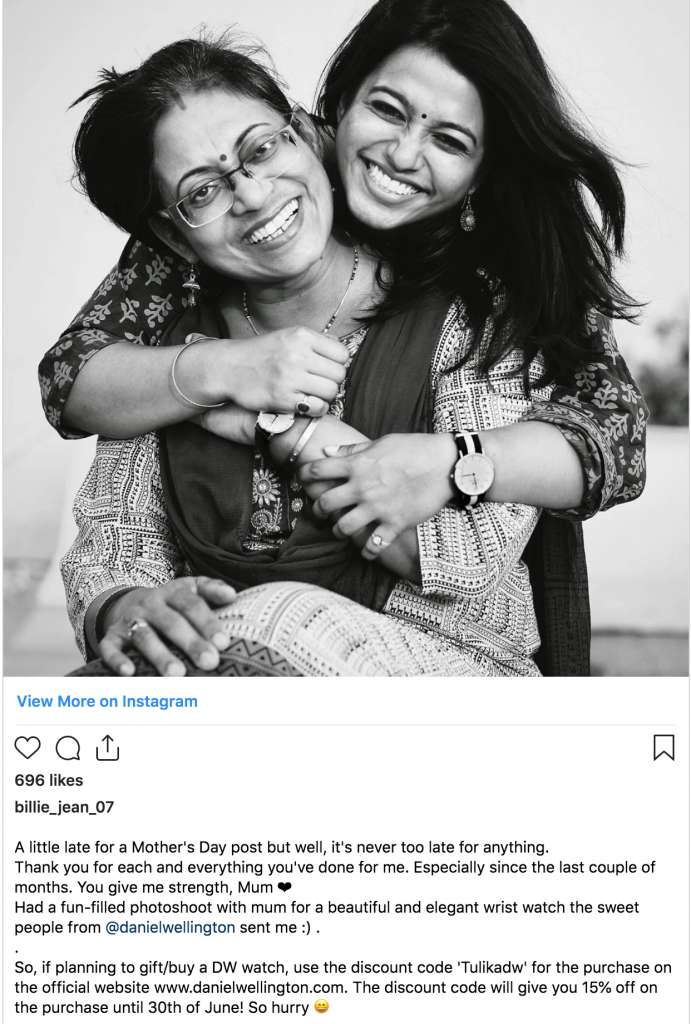 View More on Instagram
696 likes
billie_jean_07
A little late for a Mother's Day post but well, it's never too late for anything.
Thank you for each and everything you've done for me. Especially since the last couple of
months. You give me strength, Mum ❤
Had a fun-filled photoshoot with mum for a beautiful and elegant wrist watch the sweet
people from @danielwellington sent me :) .
.
So, if planning to gift/buy a DW watch, use the discount code 'Tulikadw' for the purchase on
the official website www.danielwellington.com. The discount code will give you 15% off on
the purchase until 30th of June! So hurry 😄